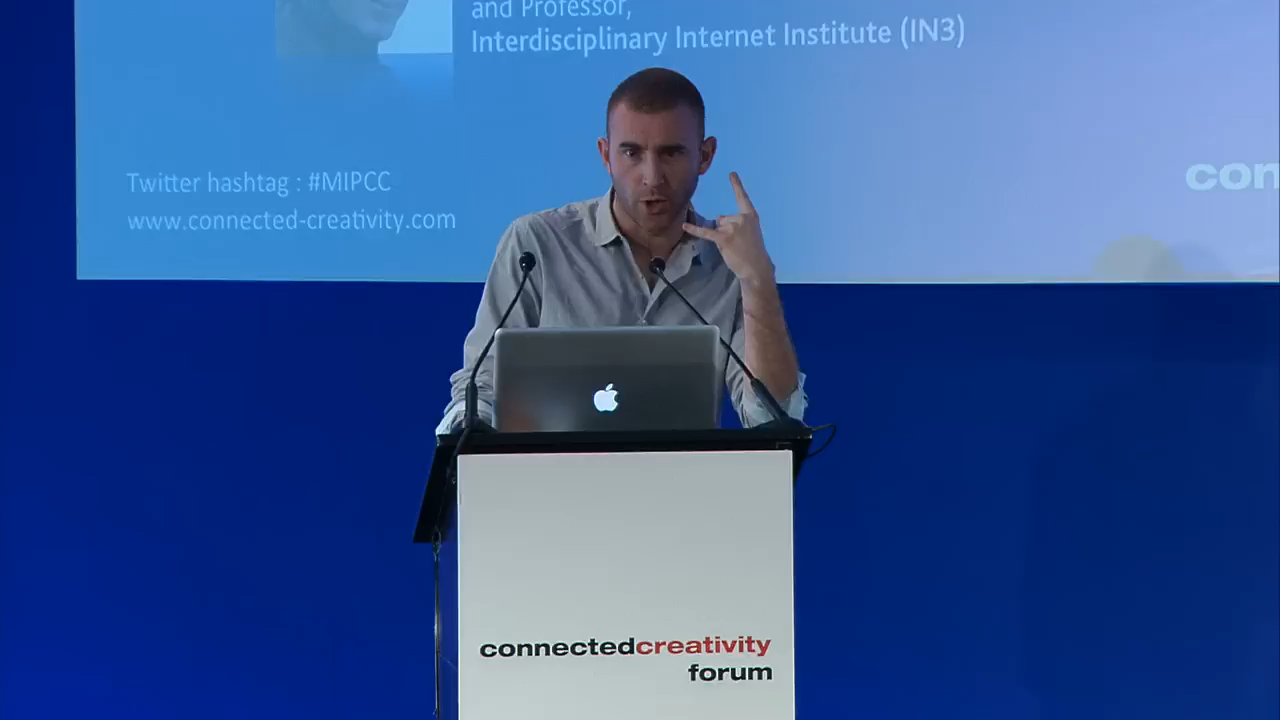 and Professor,
Interdisciplinary Internet Institute (IN3)
Twitter hashtag : #MIPCC
www.connected-creativity.com
con
connectedcreativity
forum